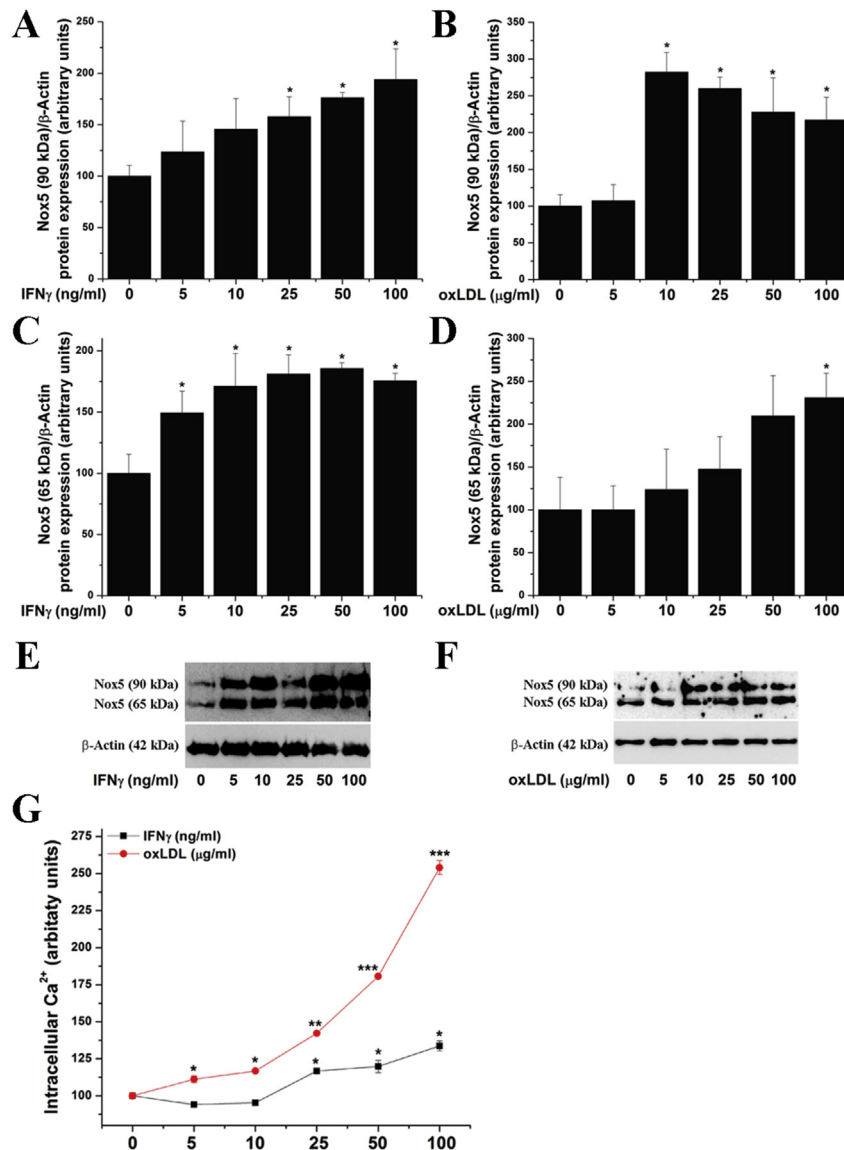 A
Nox5 (90 kDa)/β-Actin
protein expression (arbitrary units)
250
225
200
175
150
125
100
75
50
25
0
* * *
IFNγ (ng/ml) 0 5 10 25 50 100
B
Nox5 (90 kDa)/β-Actin
protein expression (arbitrary units)
350
300
250
200
150
100
50
0
* * * *
oxLDL (μg/ml) 0 5 10 25 50 100
C
Nox5 (65 kDa)/β-Actin
protein expression (arbitrary units)
200
150
100
50
0
* * * * *
IFNγ (ng/ml) 0 5 10 25 50 100
D
Nox5 (65 kDa)/β-Actin
protein expression (arbitrary units)
300
250
200
150
100
50
0
*
oxLDL (μg/ml) 0 5 10 25 50 100
E
Nox5 (90 kDa)
Nox5 (65 kDa)
β-Actin (42 kDa)
IFNγ (ng/ml) 0 5 10 25 50 100
F
Nox5 (90 kDa)
Nox5 (65 kDa)
β-Actin (42 kDa)
oxLDL (μg/ml) 0 5 10 25 50 100
G
Intracellular Ca²⁺ (arbitaty units)
275
250
225
200
175
150
125
100
IFNγ (ng/ml)
oxLDL (μg/ml)
* * ** *** ***
* * *
0 5 10 25 50 100